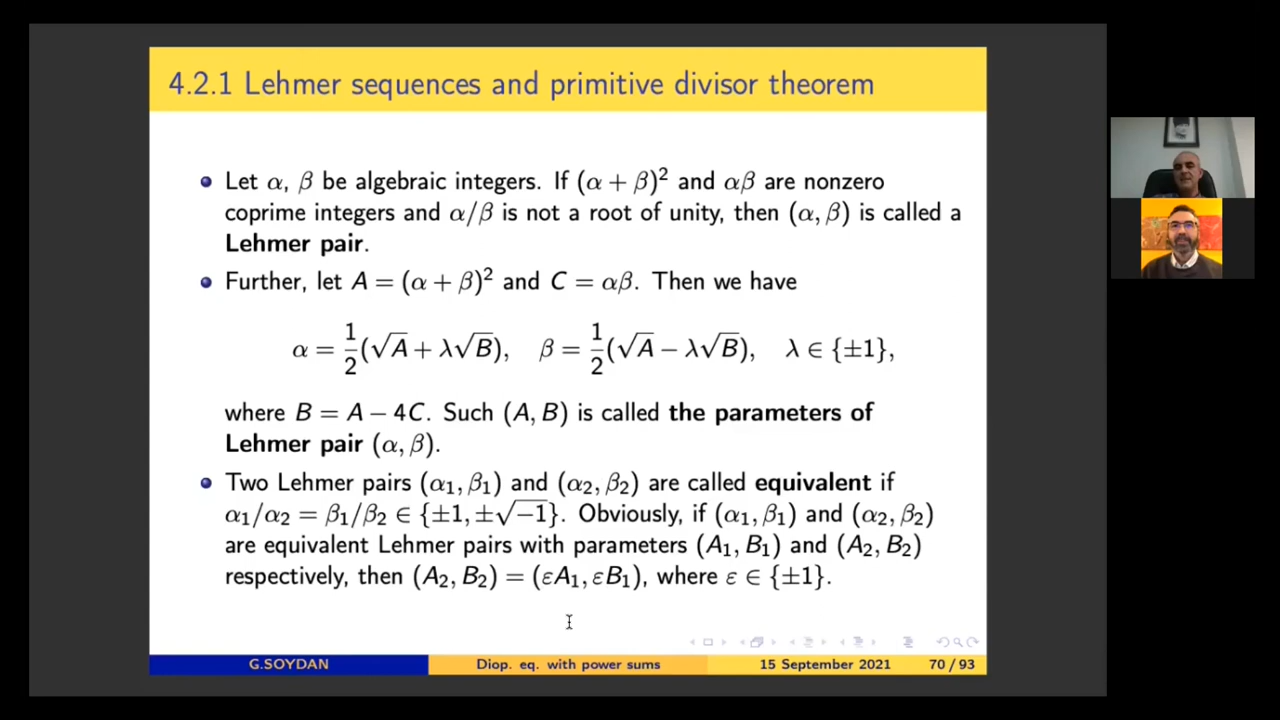 4.2.1 Lehmer sequences and primitive divisor theorem
Let α, β be algebraic integers. If (α + β)² and αβ are nonzero
coprime integers and α/β is not a root of unity, then (α, β) is called a
Lehmer pair.
Further, let A = (α + β)² and C = αβ. Then we have
α = 1/2(√A + λ√B), β = 1/2(√A − λ√B), λ ∈ {±1},
where B = A − 4C. Such (A, B) is called the parameters of
Lehmer pair (α, β).
Two Lehmer pairs (α₁, β₁) and (α₂, β₂) are called equivalent if
α₁/α₂ = β₁/β₂ ∈ {±1, ±√−1}. Obviously, if (α₁, β₁) and (α₂, β₂)
are equivalent Lehmer pairs with parameters (A₁, B₁) and (A₂, B₂)
respectively, then (A₂, B₂) = (εA₁, εB₁), where ε ∈ {±1}.
G.SOYDAN Diop. eq. with power sums 15 September 2021 70 / 93